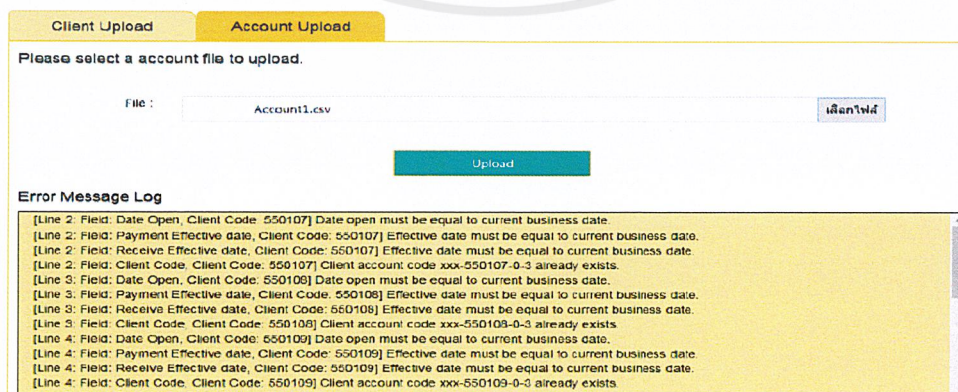 Client Upload Account Upload
Please select a account file to upload.
File : Account1.csv เลือกไฟล์
Upload
Error Message Log
[Line 2: Field: Date Open, Client Code: 550107] Date open must be equal to current business date.
[Line 2: Field: Payment Effective date, Client Code: 550107] Effective date must be equal to current business date.
[Line 2: Field: Receive Effective date, Client Code: 550107] Effective date must be equal to current business date.
[Line 2: Field: Client Code, Client Code: 550107] Client account code xxx-550107-0-3 already exists.
[Line 3: Field: Date Open, Client Code: 550108] Date open must be equal to current business date.
[Line 3: Field: Payment Effective date, Client Code: 550108] Effective date must be equal to current business date.
[Line 3: Field: Receive Effective date, Client Code: 550108] Effective date must be equal to current business date.
[Line 3: Field: Client Code, Client Code: 550108] Client account code xxx-550108-0-3 already exists.
[Line 4: Field: Date Open, Client Code: 550109] Date open must be equal to current business date.
[Line 4: Field: Payment Effective date, Client Code: 550109] Effective date must be equal to current business date.
[Line 4: Field: Receive Effective date, Client Code: 550109] Effective date must be equal to current business date.
[Line 4: Field: Client Code, Client Code: 550109] Client account code xxx-550109-0-3 already exists.